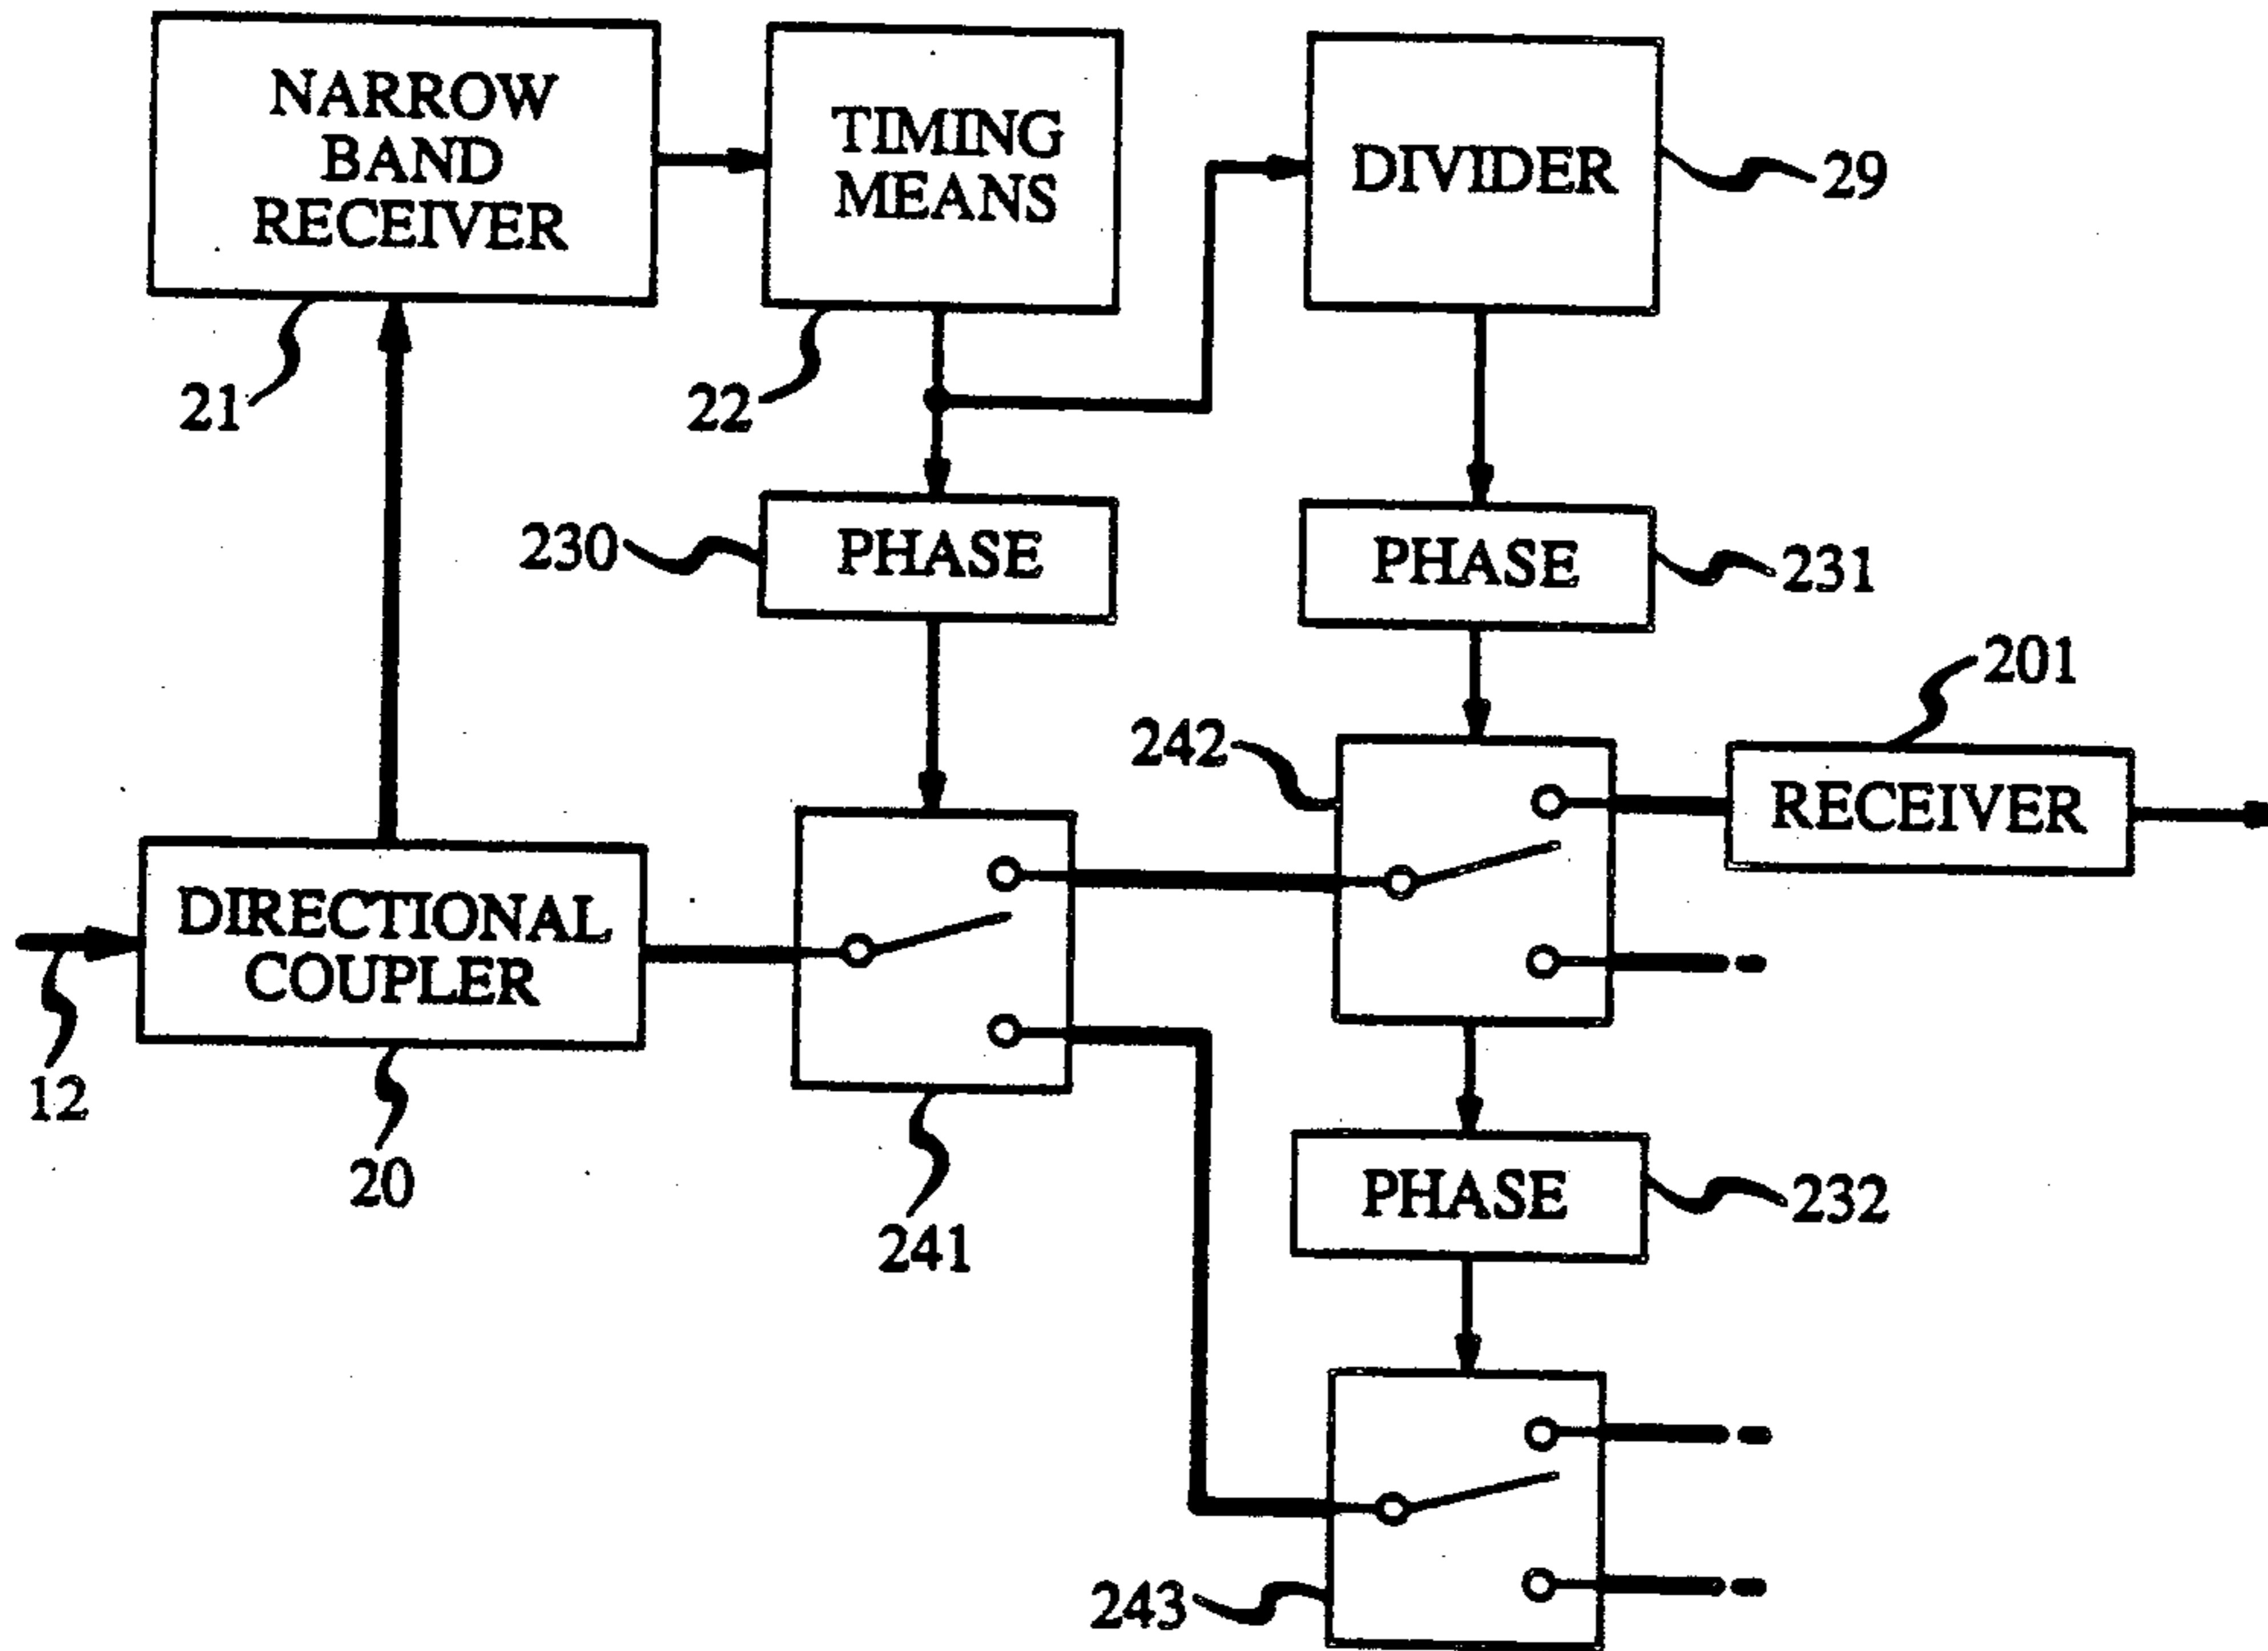 NARROW
BAND
RECEIVER
TIMING
MEANS
DIVIDER
29
21
22
230
PHASE
PHASE
231
201
242
RECEIVER
DIRECTIONAL
COUPLER
12
20
241
PHASE
232
243